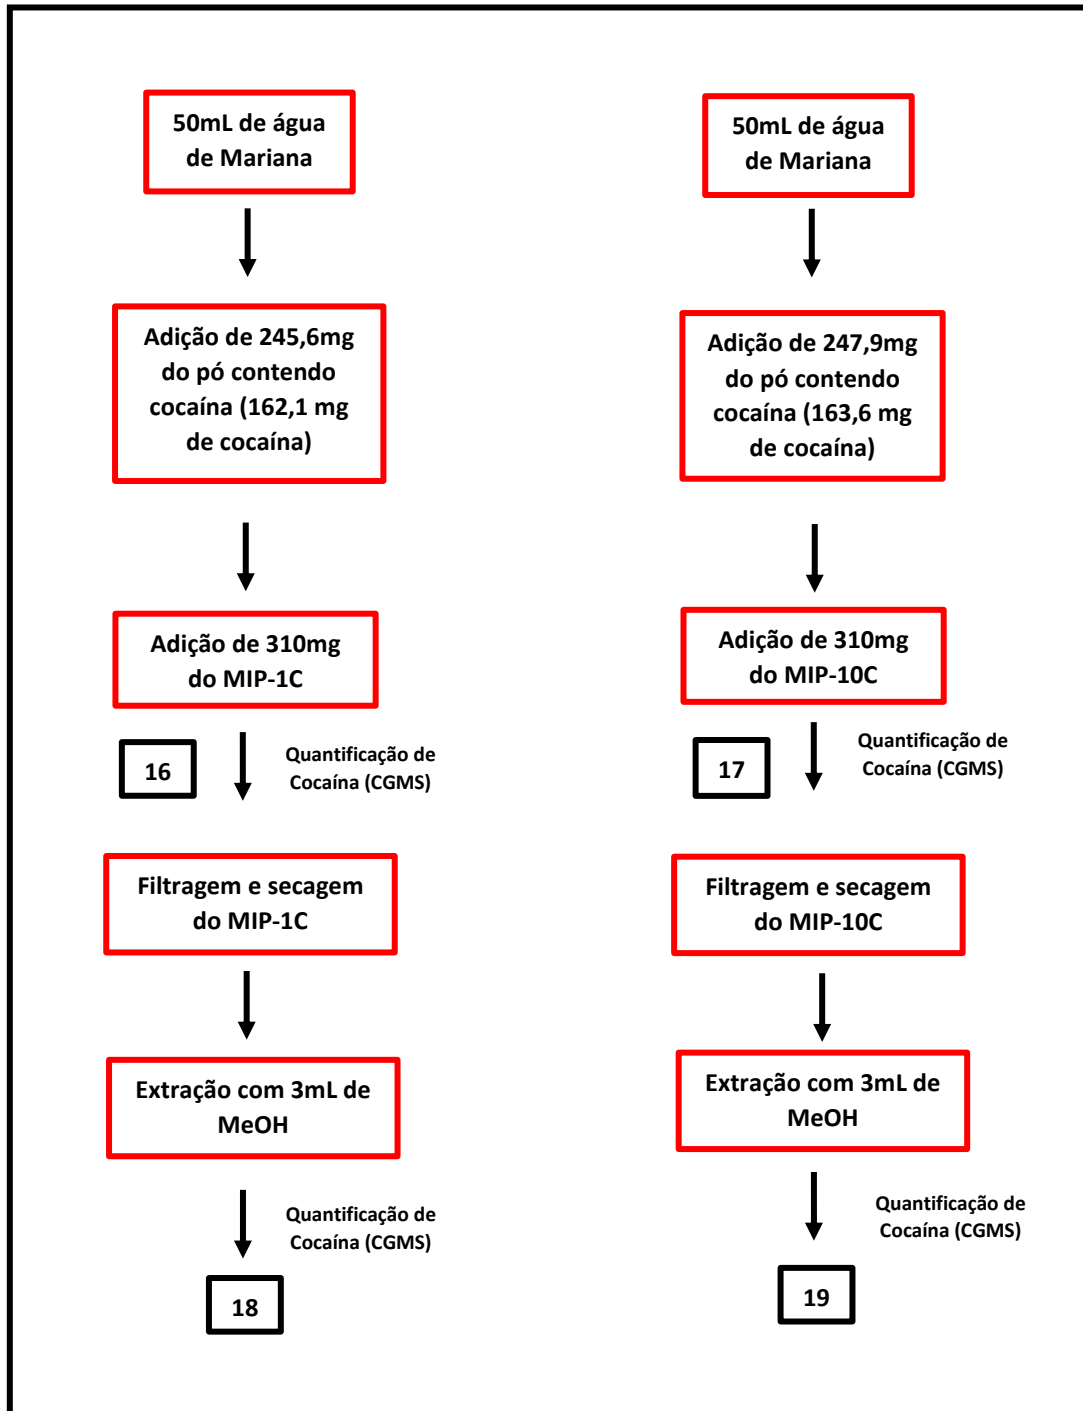 50mL de água
de Mariana
Adição de 245,6mg
do pó contendo
cocaína (162,1 mg
de cocaína)
Adição de 310mg
do MIP-1C
16
Quantificação de
Cocaína (CGMS)
Filtragem e secagem
do MIP-1C
Extração com 3mL de
MeOH
Quantificação de
Cocaína (CGMS)
18
50mL de água
de Mariana
Adição de 247,9mg
do pó contendo
cocaína (163,6 mg
de cocaína)
Adição de 310mg
do MIP-10C
17
Quantificação de
Cocaína (CGMS)
Filtragem e secagem
do MIP-10C
Extração com 3mL de
MeOH
Quantificação de
Cocaína (CGMS)
19